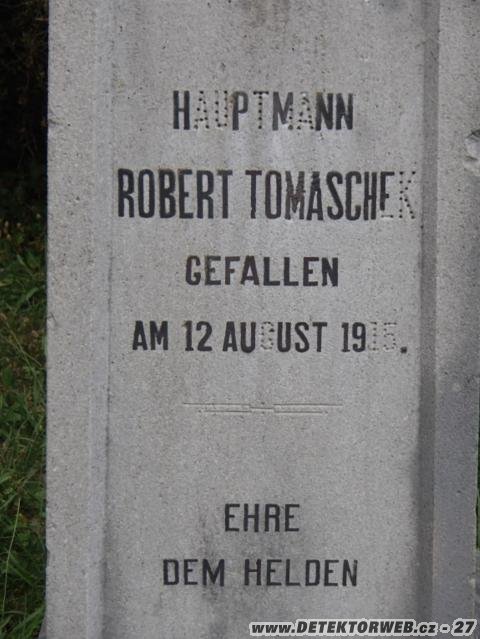 HAUPTMANN
ROBERT TOMASCHEK
GEFALLEN
AM 12 AUGUST 1915.
EHRE
DEM HELDEN
www.DETEKTORWEB.cz - 27